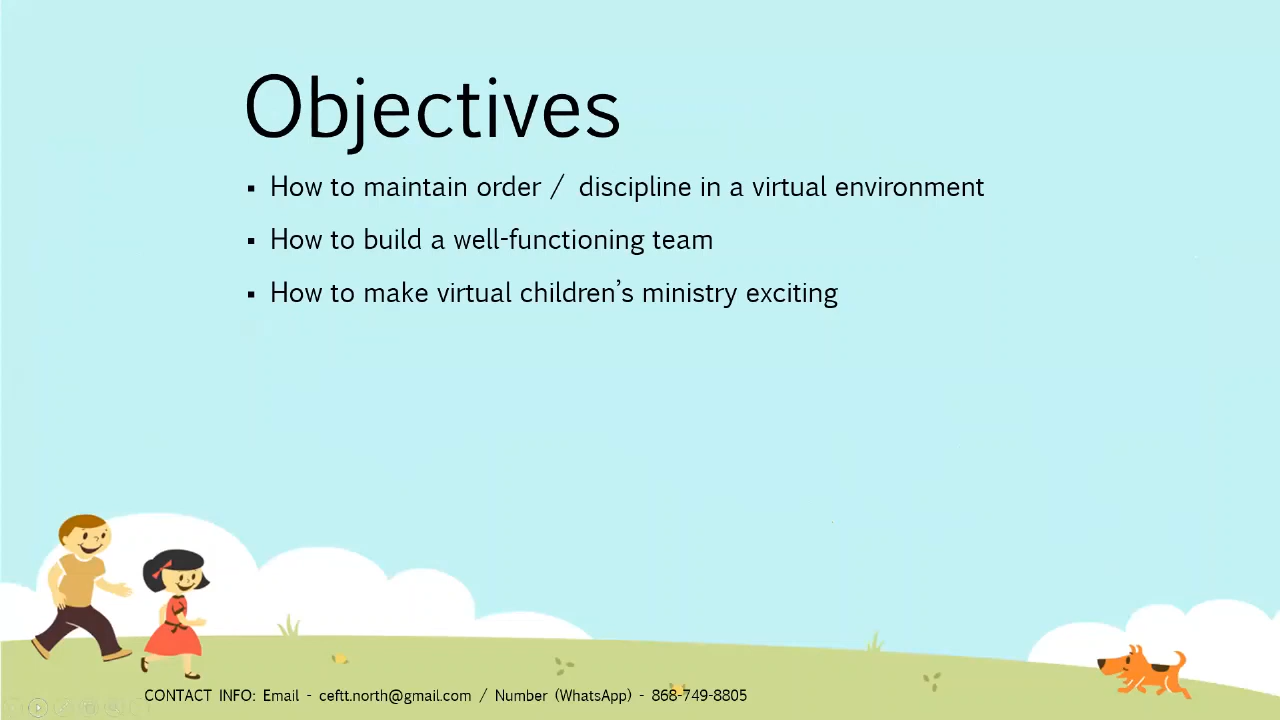 Objectives
▪ How to maintain order / discipline in a virtual environment
▪ How to build a well-functioning team
▪ How to make virtual children’s ministry exciting
CONTACT INFO: Email - ceftt.north@gmail.com / Number (WhatsApp) - 868-749-8805